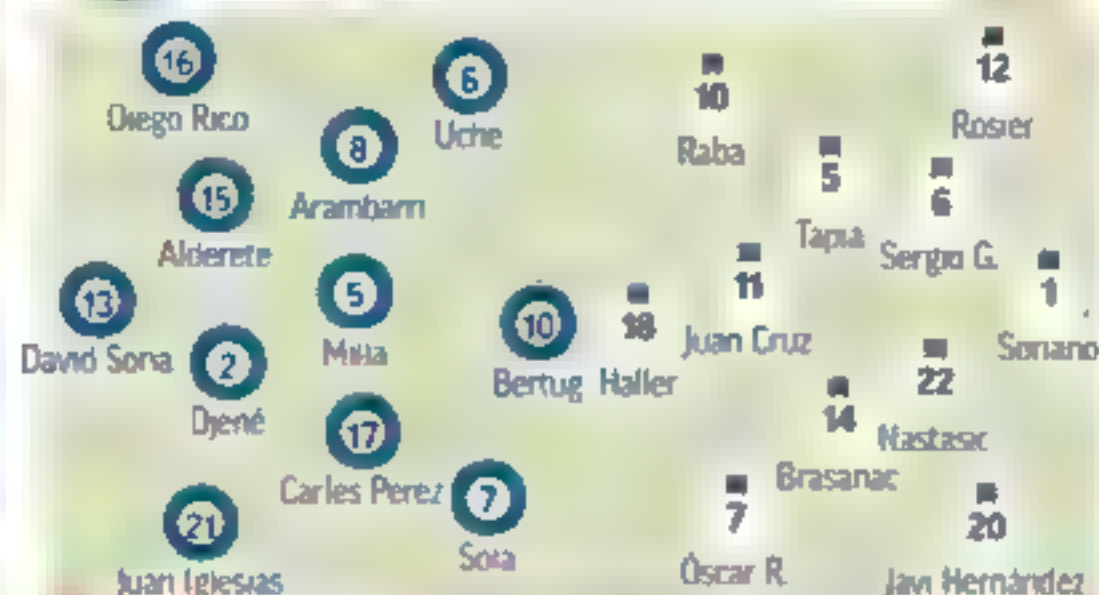 16
Diego Rico
6
Uche
10
Raba
12
Rosier
8
Arambarri
5
Tapia
6
Sergio G.
15
Alderete
13
David Soria
5
Milla
10
Bertug
18
Haller
11
Juan Cruz
1
Soriano
2
Djené
22
Nastasic
14
Brasanac
17
Carles Perez
7
Sola
7
Óscar R.
20
Javi Hernández
21
Juan Iglesias